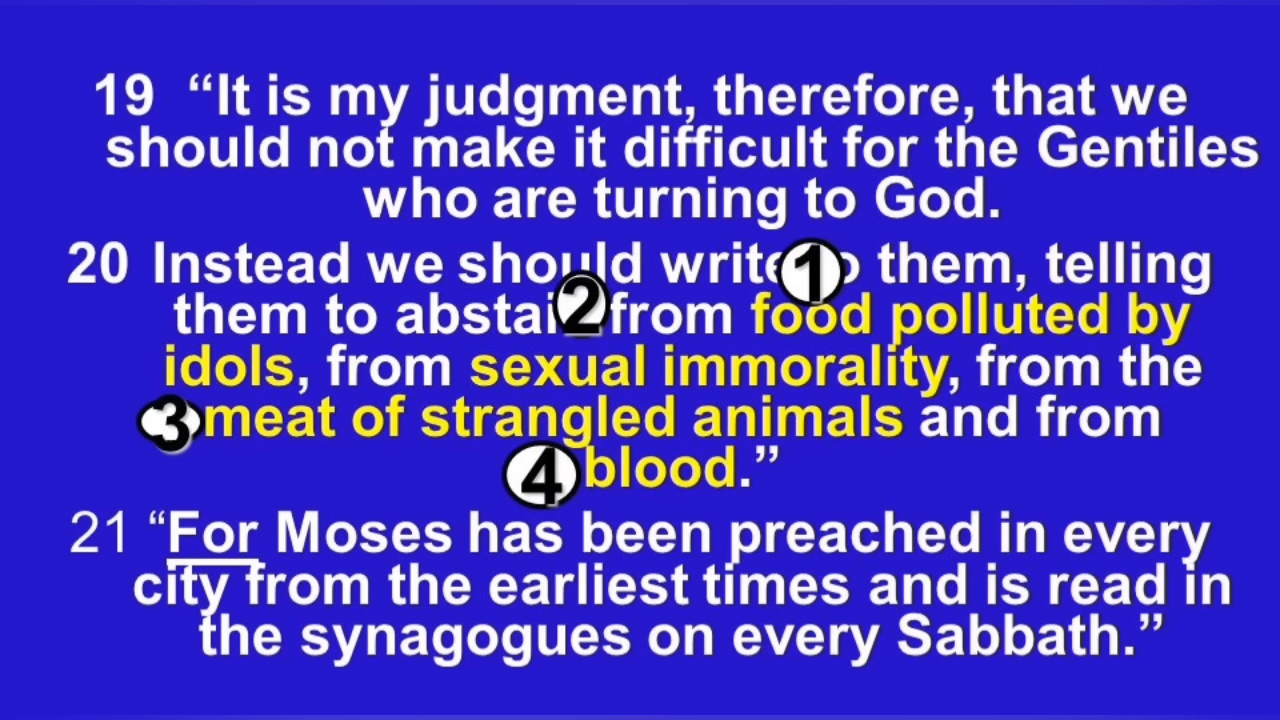 19 “It is my judgment, therefore, that we
should not make it difficult for the Gentiles
who are turning to God.
20 Instead we should write 1 them, telling
them to abstain 2 from food polluted by
idols, from sexual immorality, from the
3 meat of strangled animals and from
4 blood.”
21 “For Moses has been preached in every
city from the earliest times and is read in
the synagogues on every Sabbath.”